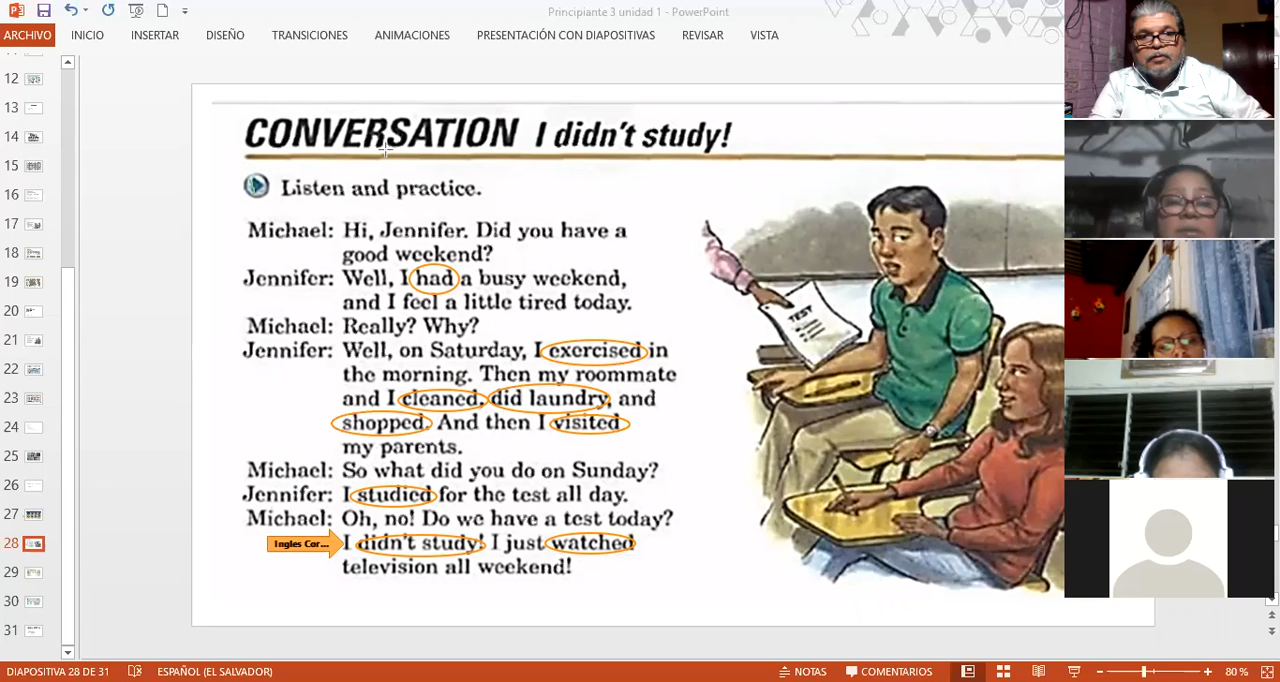 Principiante 3 unidad 1 - PowerPoint
ARCHIVO INICIO INSERTAR DISEÑO TRANSICIONES ANIMACIONES PRESENTACIÓN CON DIAPOSITIVAS REVISAR VISTA
12
13
14
15
16
17
18
19
20
21
22
23
24
25
26
27
28
29
30
31
CONVERSATION I didn't study!
Listen and practice.
Michael: Hi, Jennifer. Did you have a
good weekend?
Jennifer: Well, I had a busy weekend,
and I feel a little tired today.
Michael: Really? Why?
Jennifer: Well, on Saturday, I exercised in
the morning. Then my roommate
and I cleaned, did laundry, and
shopped. And then I visited
my parents.
Michael: So what did you do on Sunday?
Jennifer: I studied for the test all day.
Michael: Oh, no! Do we have a test today?
I didn't study! I just watched
television all weekend!
Ingles Cor...
TEST
DIAPOSITIVA 28 DE 31 ESPAÑOL (EL SALVADOR) NOTAS COMENTARIOS 80 %